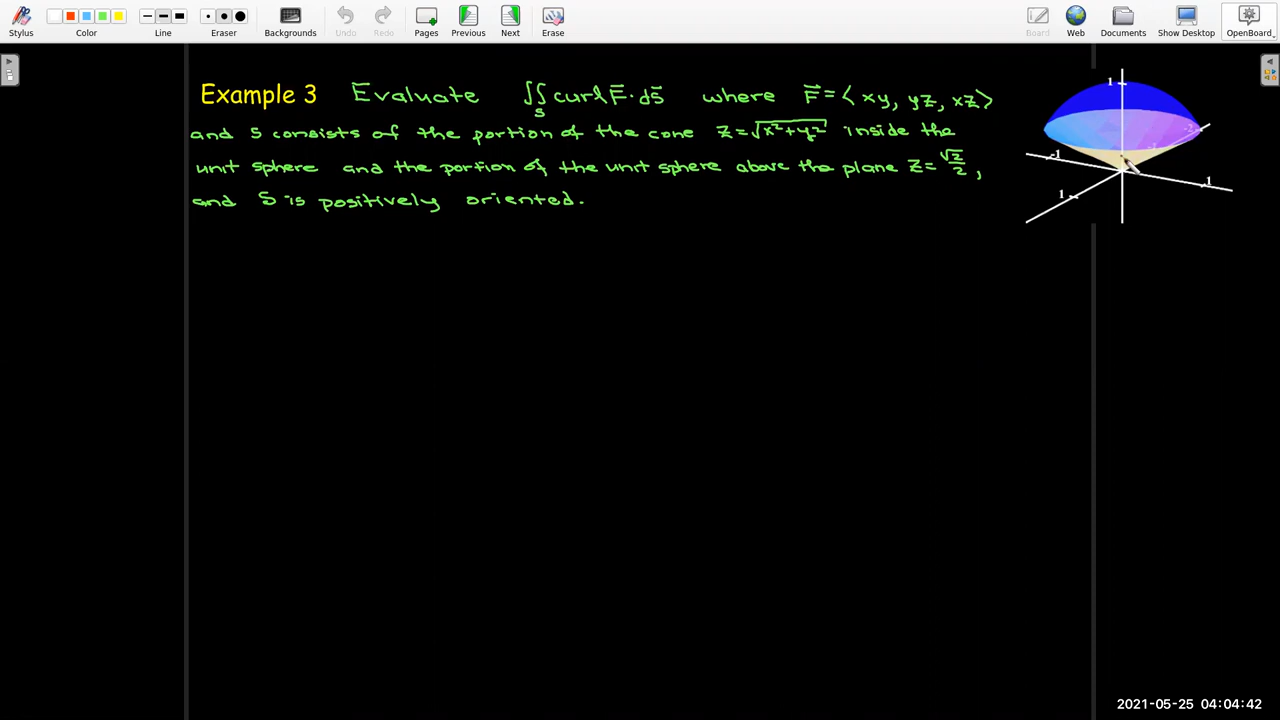 Stylus Color Line Eraser Backgrounds Undo Redo Pages Previous Next Erase Board Web Documents Show Desktop OpenBoard
Example 3 Evaluate ∬_S curl F⃗ · dS⃗ where F⃗ = ⟨xy, yz, xz⟩
and S consists of the portion of the cone z=√(x²+y²) inside the
unit sphere and the portion of the unit sphere above the plane z=√2/2,
and S is positively oriented.
1
-1
-1
1
1
2021-05-25 04:04:42